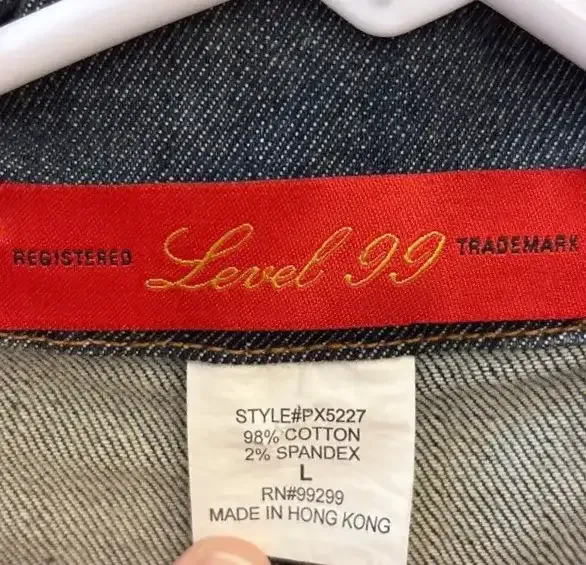 REGISTERED Level 99 TRADEMARK
STYLE#PX5227
98% COTTON
2% SPANDEX
L
RN#99299
MADE IN HONG KONG